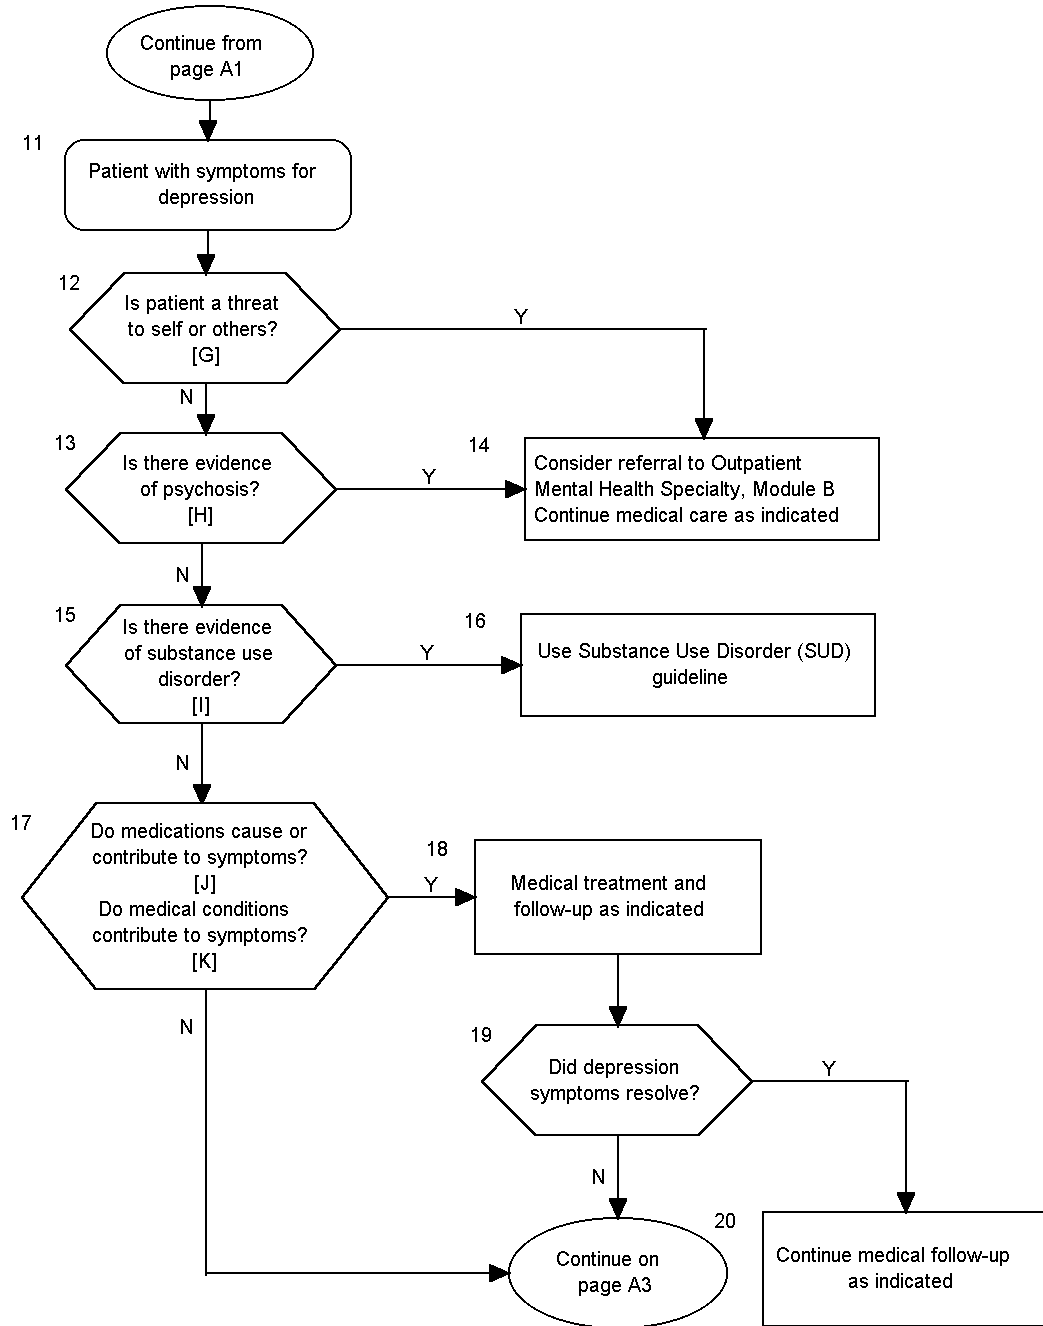 Continue from
page A1
11
Patient with symptoms for
depression
12
Is patient a threat
to self or others?
[G]
Y
N
13
Is there evidence
of psychosis?
[H]
Y
14
Consider referral to Outpatient
Mental Health Specialty, Module B
Continue medical care as indicated
N
15
Is there evidence
of substance use
disorder?
[I]
Y
16
Use Substance Use Disorder (SUD)
guideline
N
17
Do medications cause or
contribute to symptoms?
[J]
Do medical conditions
contribute to symptoms?
[K]
Y
18
Medical treatment and
follow-up as indicated
N
19
Did depression
symptoms resolve?
Y
N
Continue on
page A3
20
Continue medical follow-up
as indicated